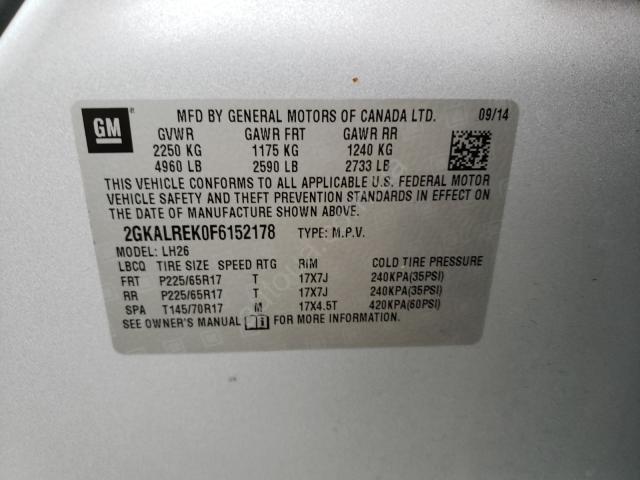 GM
MFD BY GENERAL MOTORS OF CANADA LTD. 09/14
GVWR GAWR FRT GAWR RR
2250 KG 1175 KG 1240 KG
4960 LB 2590 LB 2733 LB
THIS VEHICLE CONFORMS TO ALL APPLICABLE U.S. FEDERAL MOTOR
VEHICLE SAFETY AND THEFT PREVENTION STANDARDS IN EFFECT ON
THE DATE OF MANUFACTURE SHOWN ABOVE.
2GKALREK0F6152178 TYPE: M.P.V.
MODEL: LH26
LBCQ TIRE SIZE SPEED RTG RIM COLD TIRE PRESSURE
FRT P225/65R17 T 17X7J 240KPA(35PSI)
RR P225/65R17 T 17X7J 240KPA(35PSI)
SPA T145/70R17 M 17X4.5T 420KPA(60PSI)
SEE OWNER'S MANUAL FOR MORE INFORMATION.